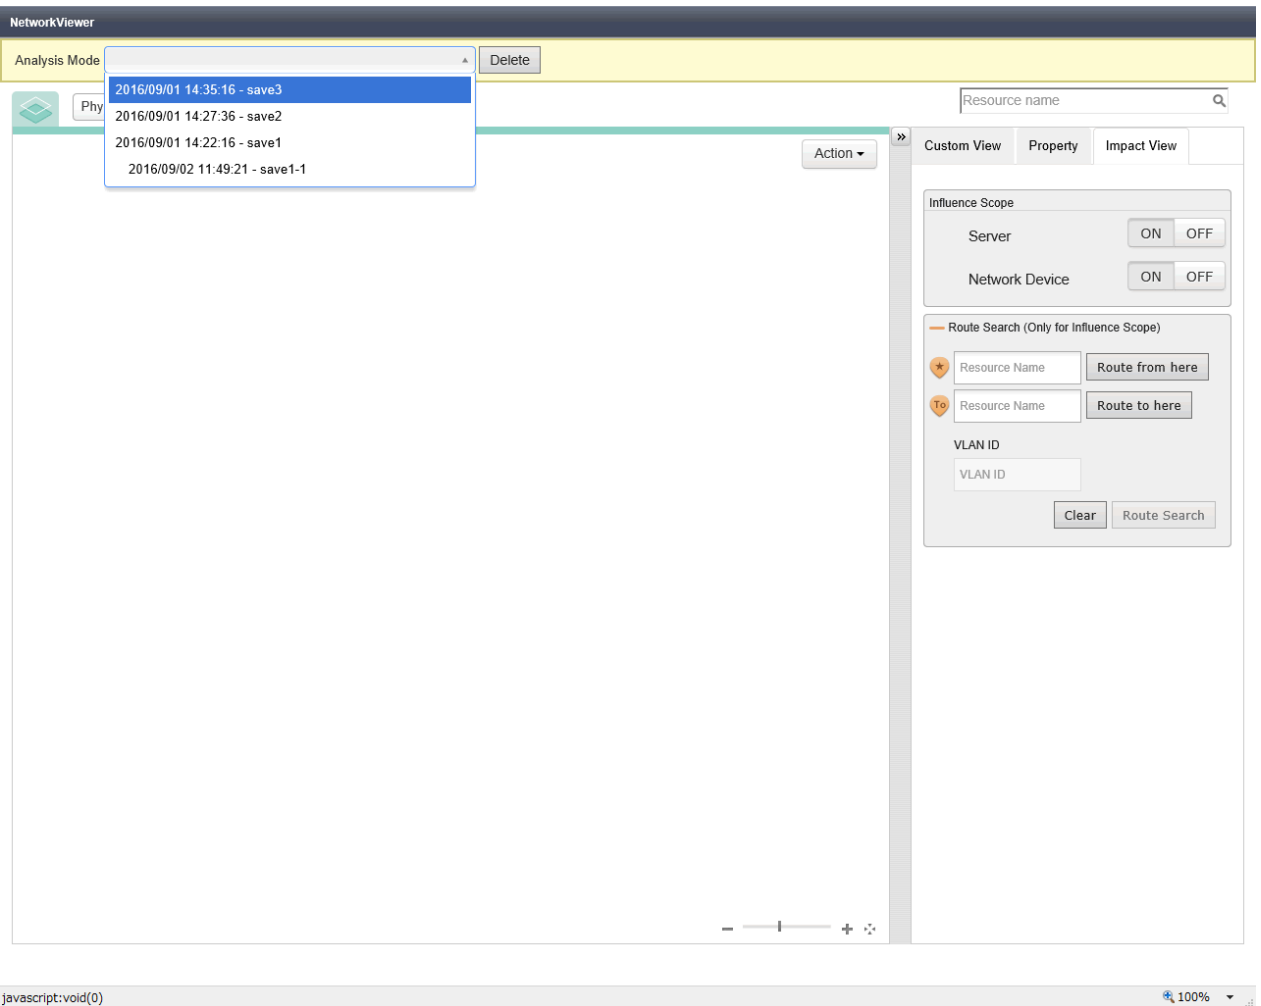 NetworkViewer
Analysis Mode
Delete
2016/09/01 14:35:16 - save3
2016/09/01 14:27:36 - save2
2016/09/01 14:22:16 - save1
2016/09/02 11:49:21 - save1-1
Phy
Resource name
Action
»
Custom View Property Impact View
Influence Scope
Server ON OFF
Network Device ON OFF
Route Search (Only for Influence Scope)
Resource Name Route from here
To Resource Name Route to here
VLAN ID
VLAN ID
Clear Route Search
javascript:void(0)
100%